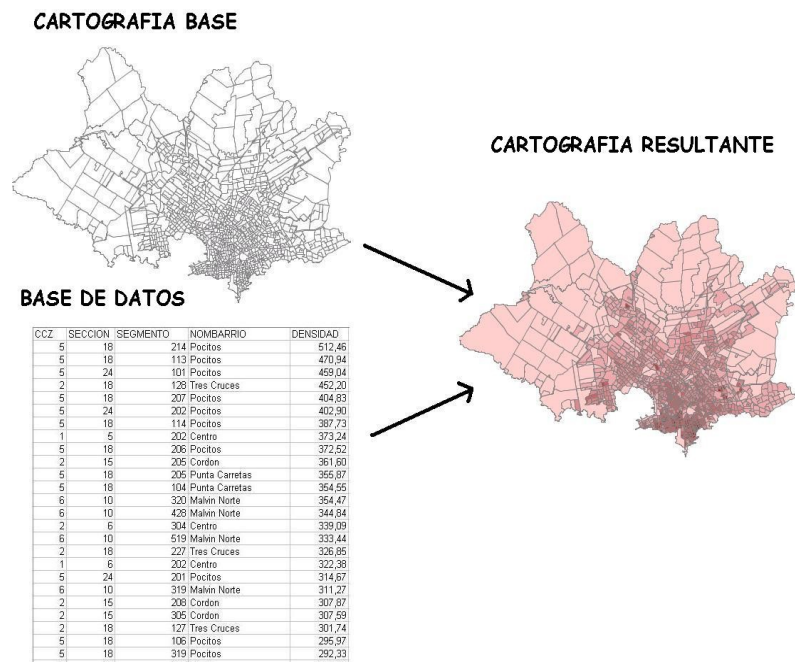 CARTOGRAFIA BASE
CARTOGRAFIA RESULTANTE
BASE DE DATOS
CCZ SECCION SEGMENTO NOMBARRIO DENSIDAD
5 18 214 Pocitos 512,46
5 18 113 Pocitos 470,94
5 24 101 Pocitos 459,04
2 18 128 Tres Cruces 452,20
5 18 207 Pocitos 404,83
5 24 202 Pocitos 402,90
5 18 114 Pocitos 387,73
1 5 202 Centro 373,24
5 18 206 Pocitos 372,52
2 15 205 Cordon 361,60
5 18 205 Punta Carretas 355,87
5 18 104 Punta Carretas 354,55
6 10 320 Malvin Norte 354,47
6 10 428 Malvin Norte 344,84
2 6 304 Centro 339,09
6 10 519 Malvin Norte 333,44
2 18 227 Tres Cruces 326,85
1 6 202 Centro 322,38
5 24 201 Pocitos 314,67
6 10 319 Malvin Norte 311,27
2 15 208 Cordon 307,87
2 15 305 Cordon 307,59
2 18 127 Tres Cruces 301,74
5 18 106 Pocitos 295,97
5 18 319 Pocitos 292,33